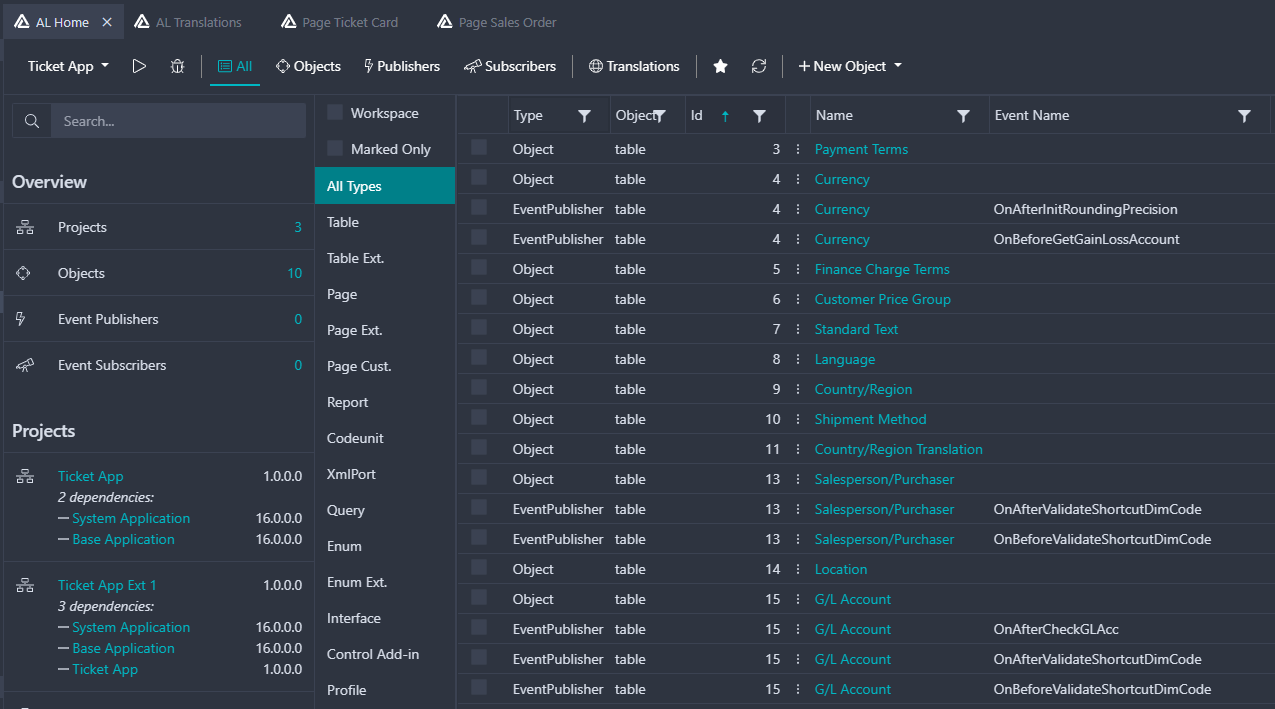 AL Home AL Translations Page Ticket Card Page Sales Order
Ticket App All Objects Publishers Subscribers Translations New Object
Search...
Overview
Projects 3
Objects 10
Event Publishers 0
Event Subscribers 0
Projects
Ticket App 1.0.0.0
2 dependencies:
— System Application 16.0.0.0
— Base Application 16.0.0.0
Ticket App Ext 1 1.0.0.0
3 dependencies:
— System Application 16.0.0.0
— Base Application 16.0.0.0
— Ticket App 1.0.0.0
Workspace
Marked Only
All Types
Table
Table Ext.
Page
Page Ext.
Page Cust.
Report
Codeunit
XmlPort
Query
Enum
Enum Ext.
Interface
Control Add-in
Profile
Type Object Id Name Event Name
Object table 3 Payment Terms
Object table 4 Currency
EventPublisher table 4 Currency OnAfterInitRoundingPrecision
EventPublisher table 4 Currency OnBeforeGetGainLossAccount
Object table 5 Finance Charge Terms
Object table 6 Customer Price Group
Object table 7 Standard Text
Object table 8 Language
Object table 9 Country/Region
Object table 10 Shipment Method
Object table 11 Country/Region Translation
Object table 13 Salesperson/Purchaser
EventPublisher table 13 Salesperson/Purchaser OnAfterValidateShortcutDimCode
EventPublisher table 13 Salesperson/Purchaser OnBeforeValidateShortcutDimCode
Object table 14 Location
Object table 15 G/L Account
EventPublisher table 15 G/L Account OnAfterCheckGLAcc
EventPublisher table 15 G/L Account OnAfterValidateShortcutDimCode
EventPublisher table 15 G/L Account OnBeforeValidateShortcutDimCode